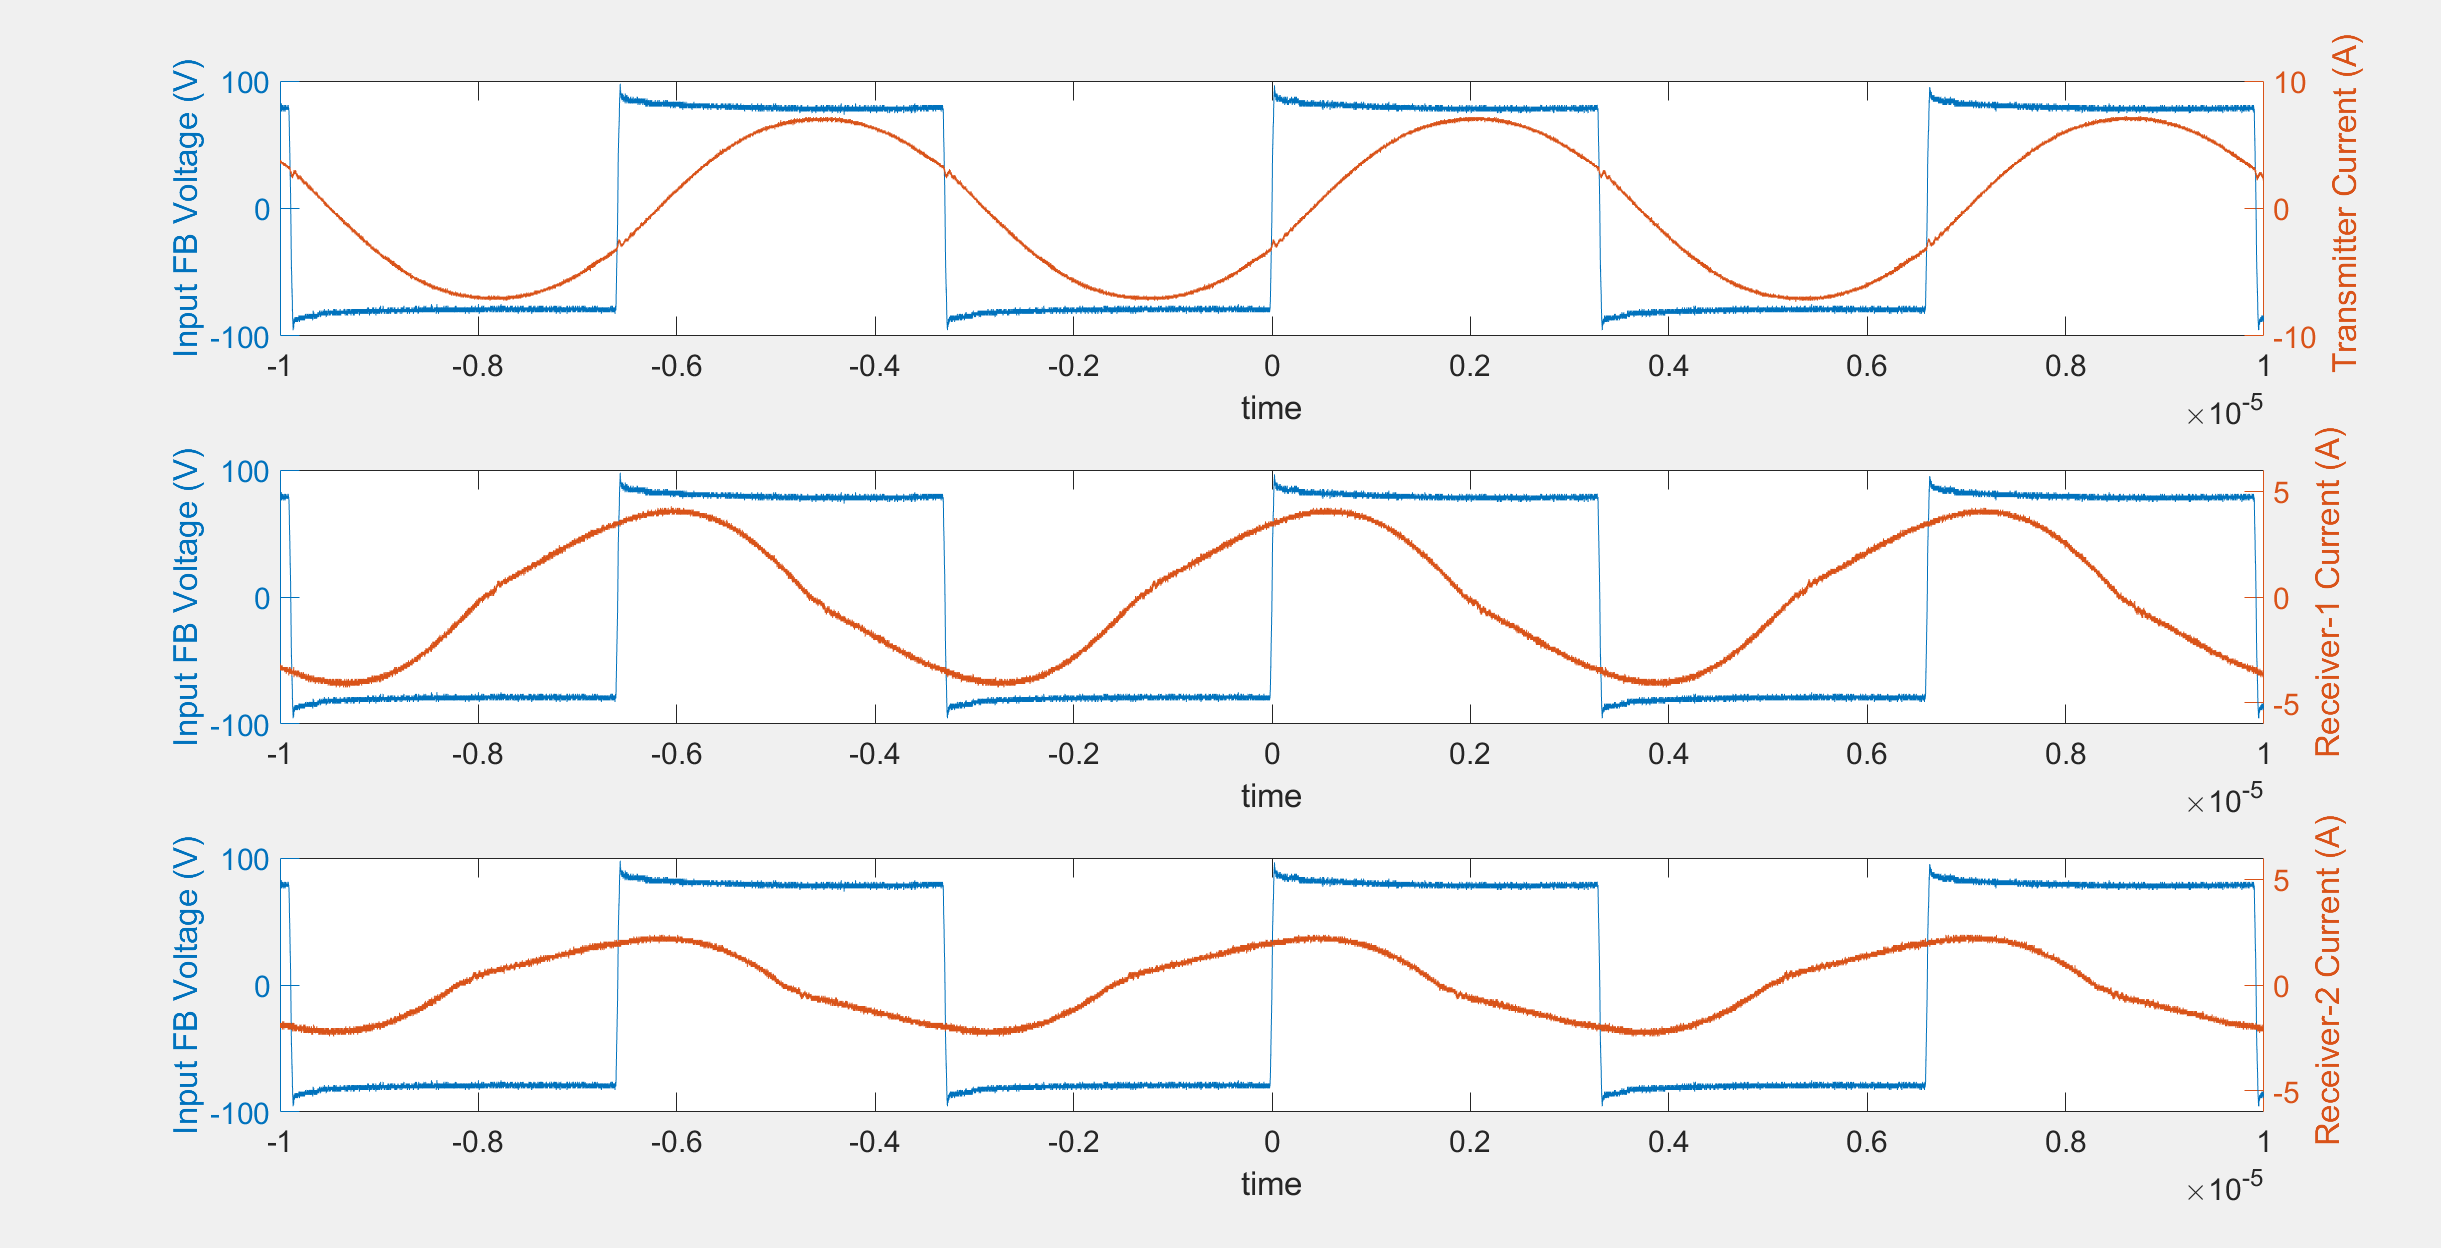 Input FB Voltage (V)
100
0
-100
Transmitter Current (A)
10
0
-10
-1 -0.8 -0.6 -0.4 -0.2 0 0.2 0.4 0.6 0.8 1
time
×10-5
Input FB Voltage (V)
100
0
-100
Receiver-1 Current (A)
5
0
-5
-1 -0.8 -0.6 -0.4 -0.2 0 0.2 0.4 0.6 0.8 1
time
×10-5
Input FB Voltage (V)
100
0
-100
Receiver-2 Current (A)
5
0
-5
-1 -0.8 -0.6 -0.4 -0.2 0 0.2 0.4 0.6 0.8 1
time
×10-5